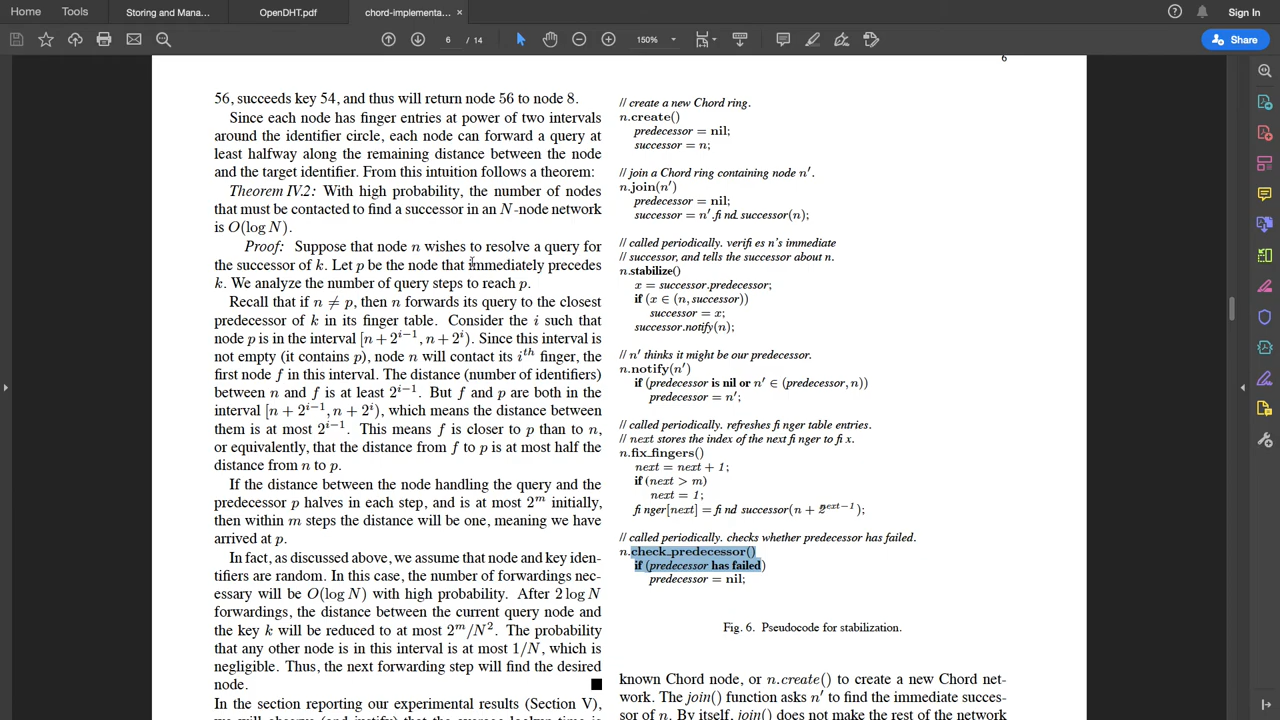 Home
Tools
Storing and Mana...
OpenDHT.pdf
chord-implementa...
×
?
Sign In
6 / 14
150%
Share
6
56, succeeds key 54, and thus will return node 56 to node 8.
Since each node has finger entries at power of two intervals
around the identifier circle, each node can forward a query at
least halfway along the remaining distance between the node
and the target identifier. From this intuition follows a theorem:
Theorem IV.2: With high probability, the number of nodes
that must be contacted to find a successor in an N-node network
is O(log N).
Proof: Suppose that node n wishes to resolve a query for
the successor of k. Let p be the node that immediately precedes
k. We analyze the number of query steps to reach p.
Recall that if n ≠ p, then n forwards its query to the closest
predecessor of k in its finger table. Consider the i such that
node p is in the interval [n + 2^{i−1}, n + 2^i). Since this interval is
not empty (it contains p), node n will contact its i^{th} finger, the
first node f in this interval. The distance (number of identifiers)
between n and f is at least 2^{i−1}. But f and p are both in the
interval [n + 2^{i−1}, n + 2^i), which means the distance between
them is at most 2^{i−1}. This means f is closer to p than to n,
or equivalently, that the distance from f to p is at most half the
distance from n to p.
If the distance between the node handling the query and the
predecessor p halves in each step, and is at most 2^m initially,
then within m steps the distance will be one, meaning we have
arrived at p.
In fact, as discussed above, we assume that node and key iden-
tifiers are random. In this case, the number of forwardings nec-
essary will be O(log N) with high probability. After 2 log N
forwardings, the distance between the current query node and
the key k will be reduced to at most 2^m/N^2. The probability
that any other node is in this interval is at most 1/N, which is
negligible. Thus, the next forwarding step will find the desired
node.
In the section reporting our experimental results (Section V),
we will observe (and justify) that the average lookup time is
// create a new Chord ring.
n.create()
predecessor = nil;
successor = n;
// join a Chord ring containing node n′.
n.join(n′)
predecessor = nil;
successor = n′.find_successor(n);
// called periodically. verifi es n's immediate
// successor, and tells the successor about n.
n.stabilize()
x = successor.predecessor;
if (x ∈ (n, successor))
successor = x;
successor.notify(n);
// n′ thinks it might be our predecessor.
n.notify(n′)
if (predecessor is nil or n′ ∈ (predecessor, n))
predecessor = n′;
// called periodically. refreshes fi nger table entries.
// next stores the index of the next fi nger to fi x.
n.fix_fingers()
next = next + 1;
if (next > m)
next = 1;
fi nger[next] = fi nd successor(n + 2^{next−1});
// called periodically. checks whether predecessor has failed.
n.check_predecessor()
if (predecessor has failed)
predecessor = nil;
Fig. 6. Pseudocode for stabilization.
known Chord node, or n.create() to create a new Chord net-
work. The join() function asks n′ to find the immediate succes-
sor of n. By itself, join() does not make the rest of the network